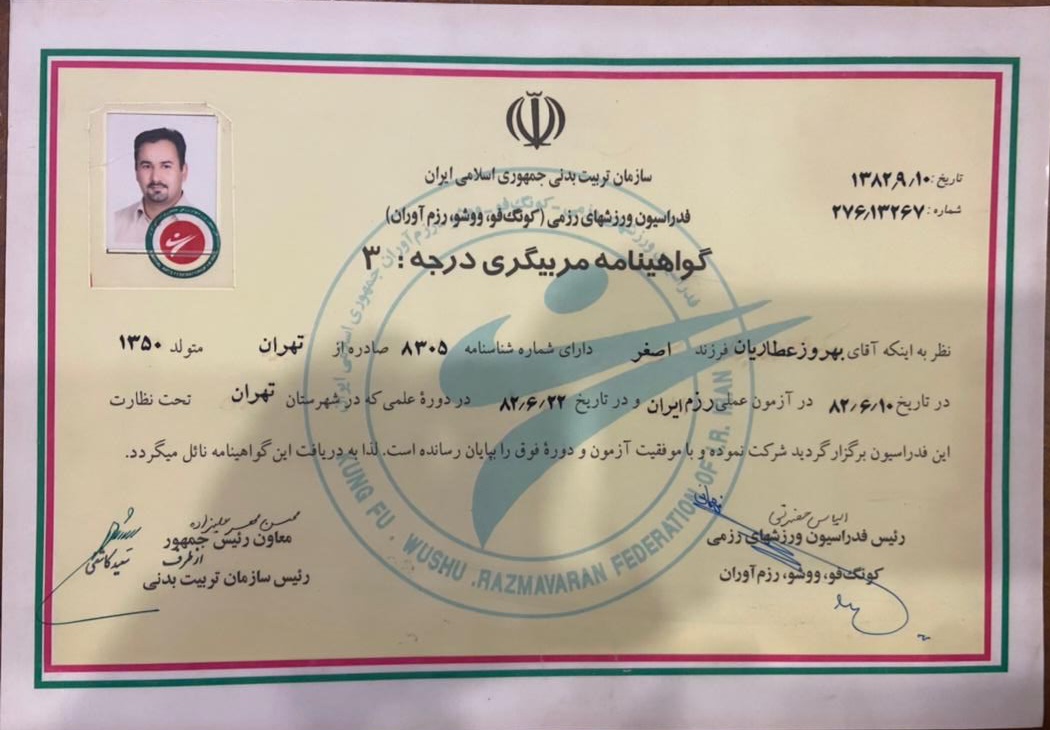 تاریخ: ۱۳۸۲٫۹٫۱۰
شماره: ۲۷۶٫۱۳۲۶۷
سازمان تربیت بدنی جمهوری اسلامی ایران
فدراسیون ورزشهای رزمی (کونگ‌فو، ووشو، رزم آوران)
گواهینامه مربیگری درجه: ۳
نظر به اینکه آقای بهروز عطاریان فرزند اصغر دارای شماره شناسنامه ۸۳۰۵ صادره از تهران متولد ۱۳۵۰
در تاریخ ۸۲٫۶٫۱۰ در آزمون عملی رزم ایران و در تاریخ ۸۲٫۶٫۲۲ در دورهٔ علمی که در شهرستان تهران تحت نظارت
این فدراسیون برگزار گردید شرکت نموده و با موفقیت آزمون و دورهٔ فوق را بپایان رسانده است. لذا به دریافت این گواهینامه نائل میگردد.
الیاس حضرتی
رئیس فدراسیون ورزشهای رزمی
کونگ‌فو، ووشو، رزم‌آوران
محسن مهرعلیزاده
معاون رئیس جمهور
از طرف
رئیس سازمان تربیت بدنی
KUNG FU . WUSHU .RAZMAVARAN FEDERATION OF I.R. IRAN